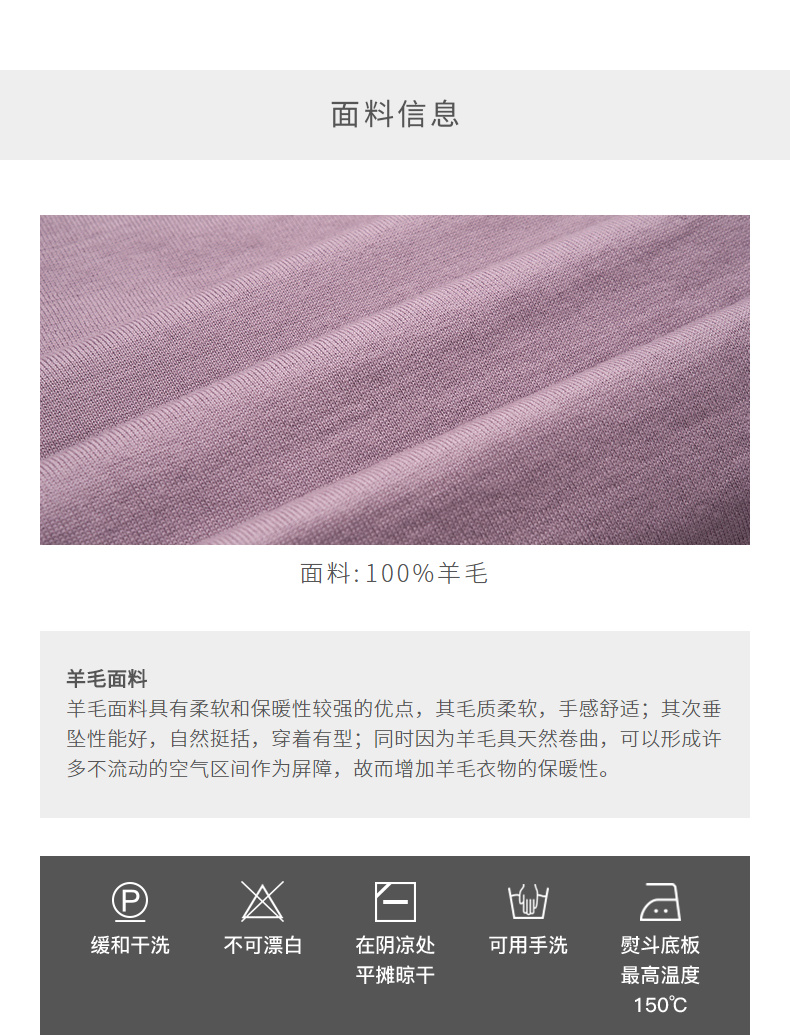 面料信息
面料:100%羊毛
羊毛面料
羊毛面料具有柔软和保暖性较强的优点，其毛质柔软，手感舒适；其次垂
坠性能好，自然挺括，穿着有型；同时因为羊毛具天然卷曲，可以形成许
多不流动的空气区间作为屏障，故而增加羊毛衣物的保暖性。
P
缓和干洗
不可漂白
在阴凉处
平摊晾干
可用手洗
熨斗底板
最高温度
150℃